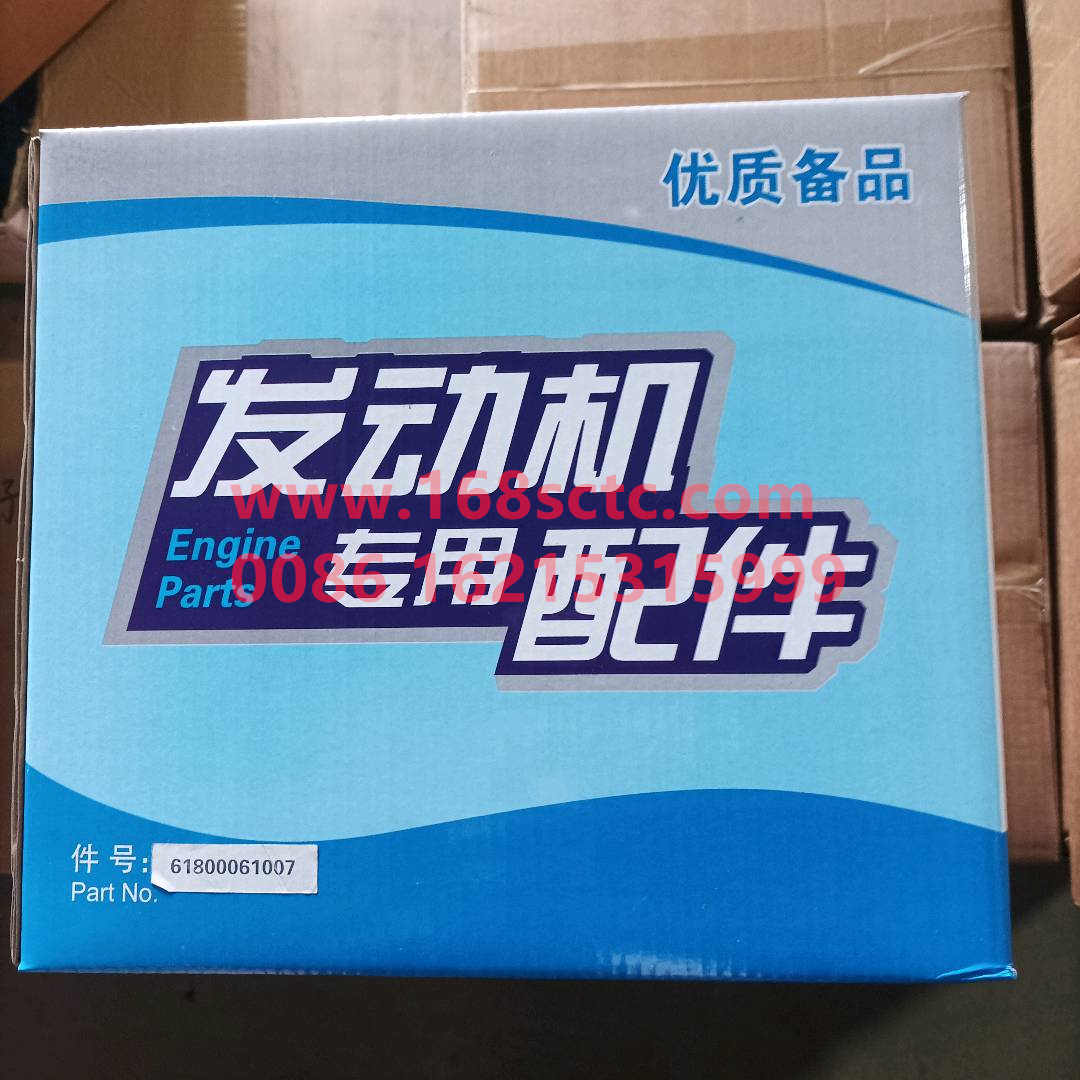 优质备品
发动机
www.168sctc.com
Engine
Parts
专用配件
0086 16215315999
件号:
61800061007
Part No.